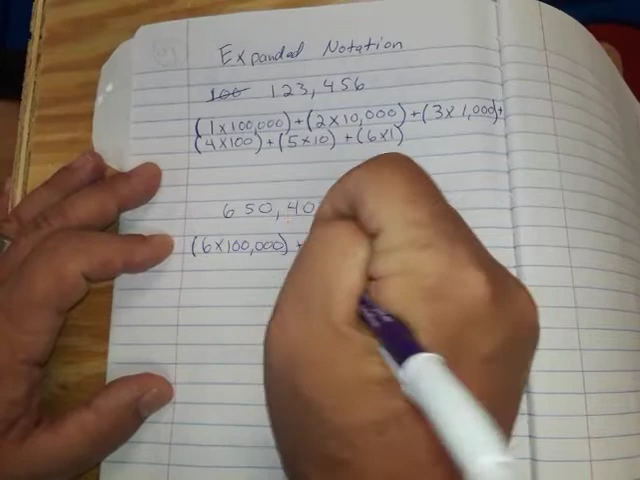 Expanded Notation
100 123,456
(1x100,000)+(2x10,000)+(3x1,000)+
(4x100)+(5x10)+(6x1)
650,40
(6x100,000) +